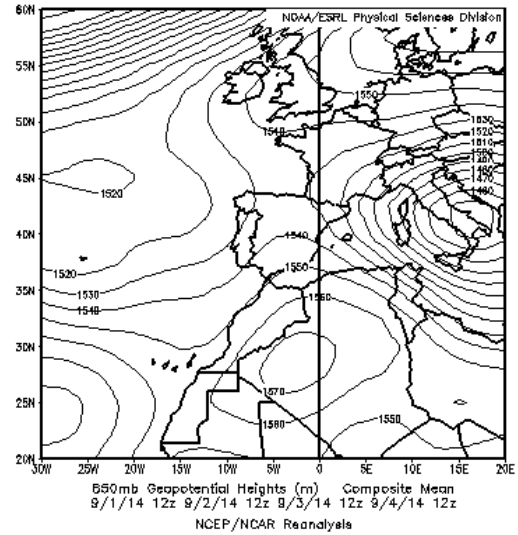 60N
NOAA/ESRL Physical Sciences Division
55N
1550
50N
1540
1530
1520
1510
1500
1470
1460
45N
1520
40N
1540
1550
1520
35N
1530
1560
1540
30N
1570
25N
1560
1550
20N
30W 25W 20W 15W 10W 5W 0 5E 10E 15E 20E
850mb Geopotential Heights (m) Composite Mean
9/1/14 12z 9/2/14 12z 9/3/14 12z 9/4/14 12z
NCEP/NCAR Reanalysis